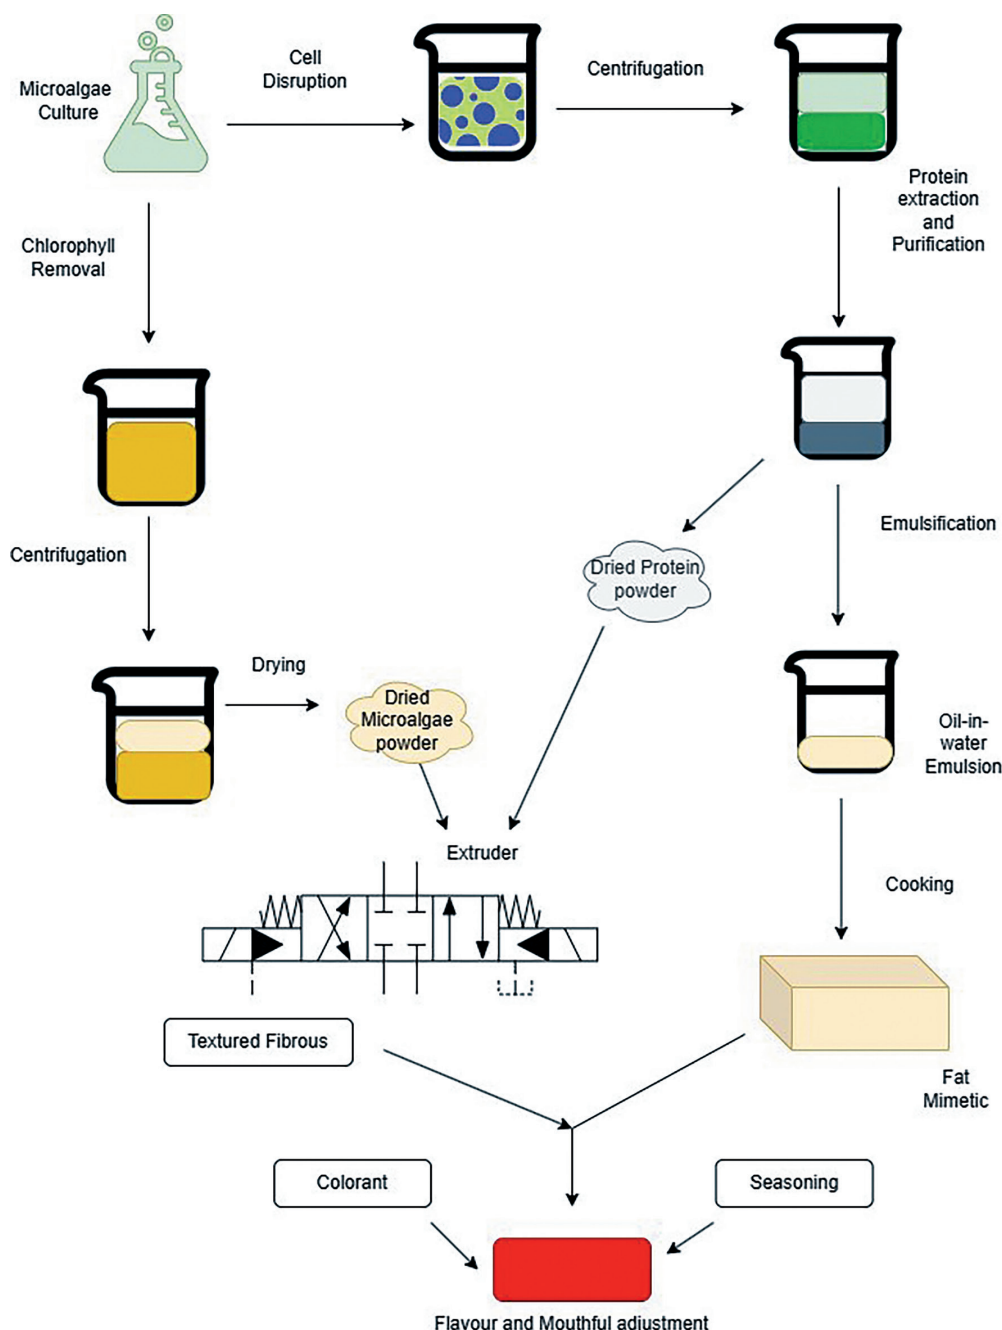 Microalgae
Culture
Cell
Disruption
Centrifugation
Protein
extraction
and
Purification
Chlorophyll
Removal
Centrifugation
Emulsification
Dried Protein
powder
Drying
Dried
Microalgae
powder
Oil-in-
water
Emulsion
Extruder
Cooking
Textured Fibrous
Fat
Mimetic
Colorant
Seasoning
Flavour and Mouthful adjustment